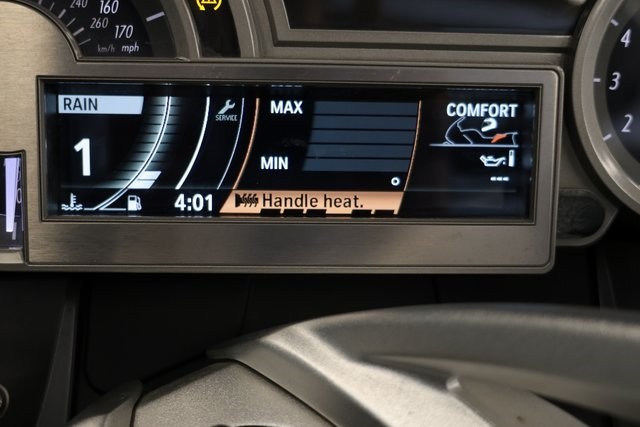 240 160
260 170
km/h mph
RAIN
SERVICE
MAX
COMFORT
1
MIN
4:01
Handle heat.
4
3
2